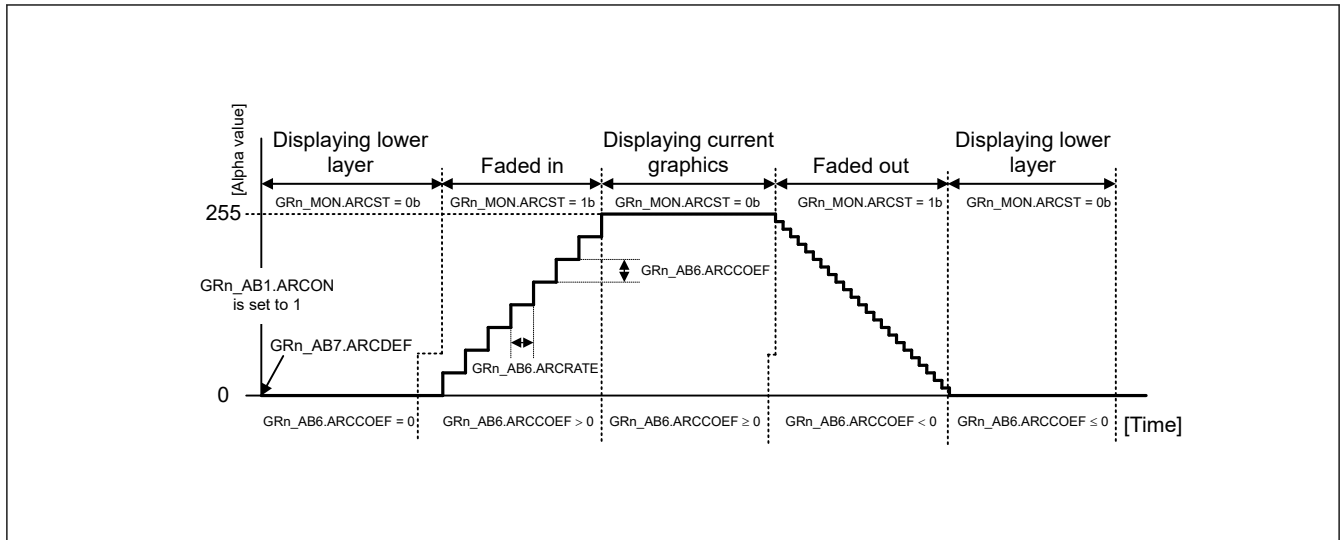 [Alpha value]
Displaying lower
layer
Faded in
Displaying current
graphics
Faded out
Displaying lower
layer
GRn_MON.ARCST = 0b
GRn_MON.ARCST = 1b
GRn_MON.ARCST = 0b
GRn_MON.ARCST = 1b
GRn_MON.ARCST = 0b
255
GRn_AB6.ARCCOEF
GRn_AB1.ARCON
is set to 1
GRn_AB7.ARCDEF
GRn_AB6.ARCRATE
0
GRn_AB6.ARCCOEF = 0
GRn_AB6.ARCCOEF > 0
GRn_AB6.ARCCOEF ≥ 0
GRn_AB6.ARCCOEF < 0
GRn_AB6.ARCCOEF ≤ 0
[Time]